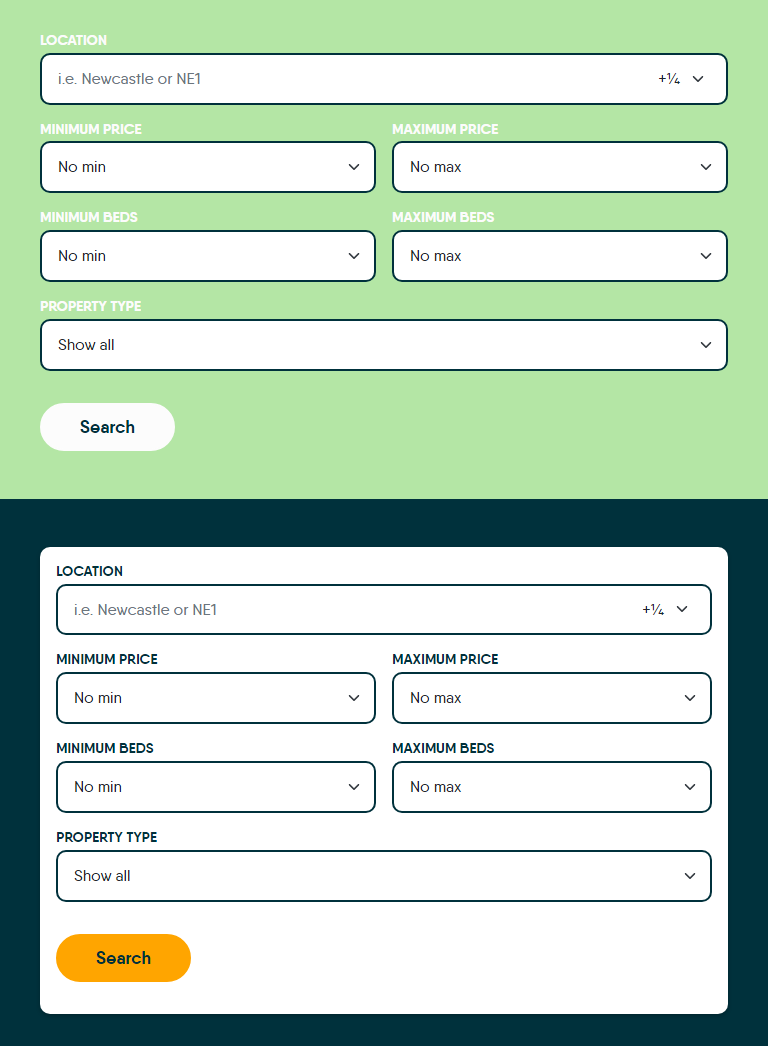 LOCATION
i.e. Newcastle or NE1 +¼
MINIMUM PRICE MAXIMUM PRICE
No min No max
MINIMUM BEDS MAXIMUM BEDS
No min No max
PROPERTY TYPE
Show all
Search
LOCATION
i.e. Newcastle or NE1 +¼
MINIMUM PRICE MAXIMUM PRICE
No min No max
MINIMUM BEDS MAXIMUM BEDS
No min No max
PROPERTY TYPE
Show all
Search